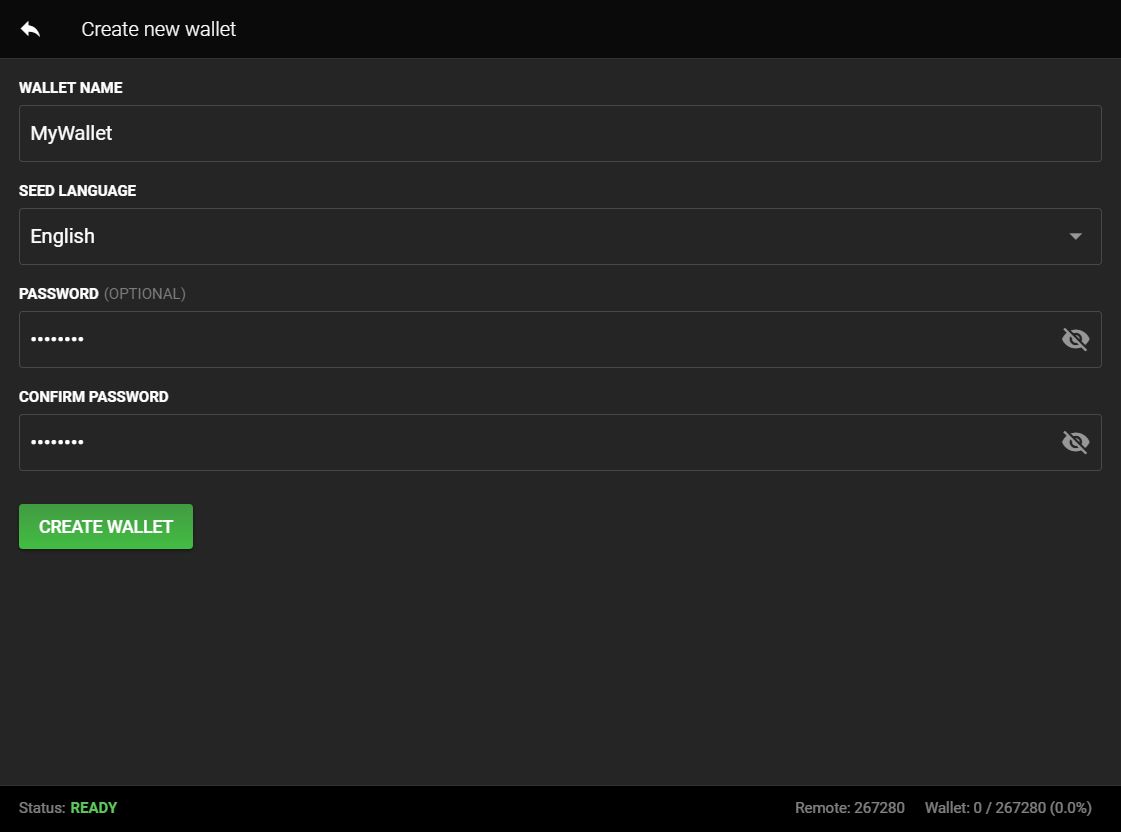 Create new wallet
WALLET NAME
MyWallet
SEED LANGUAGE
English
PASSWORD (OPTIONAL)
••••••••
CONFIRM PASSWORD
••••••••
CREATE WALLET
Status: READY Remote: 267280 Wallet: 0 / 267280 (0.0%)